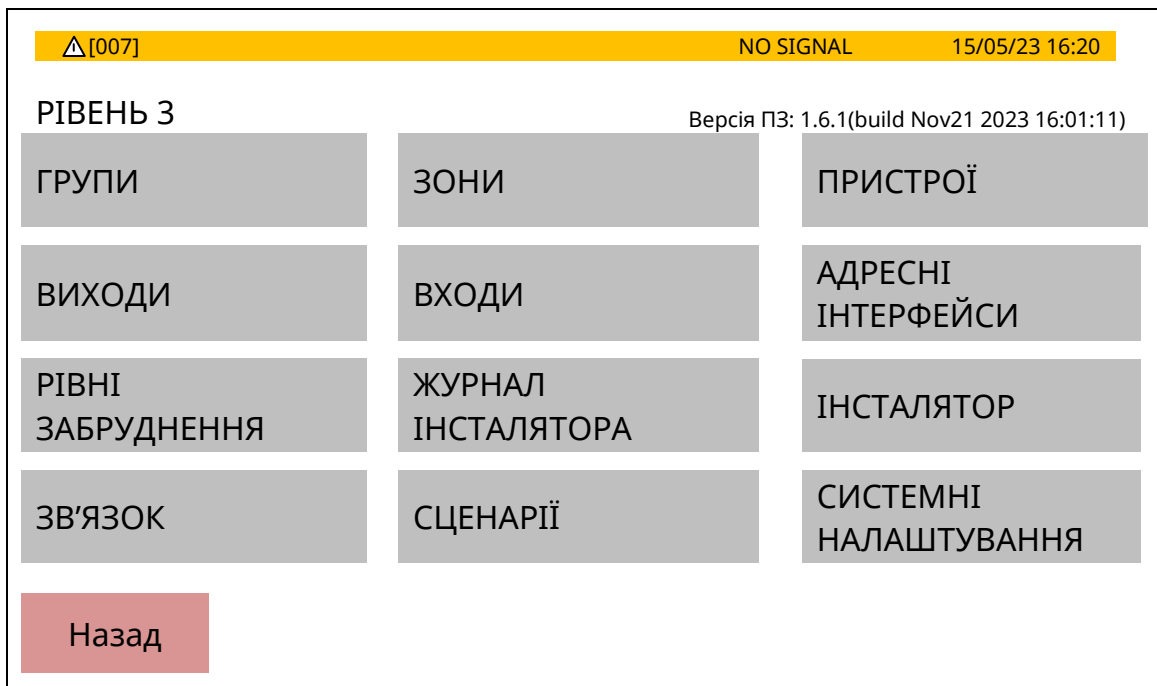 [007] NO SIGNAL 15/05/23 16:20
РІВЕНЬ 3
Версія ПЗ: 1.6.1(build Nov21 2023 16:01:11)
ГРУПИ
ЗОНИ
ПРИСТРОЇ
ВИХОДИ
ВХОДИ
АДРЕСНІ
ІНТЕРФЕЙСИ
РІВНІ
ЗАБРУДНЕННЯ
ЖУРНАЛ
ІНСТАЛЯТОРА
ІНСТАЛЯТОР
ЗВ’ЯЗОК
СЦЕНАРІЇ
СИСТЕМНІ
НАЛАШТУВАННЯ
Назад